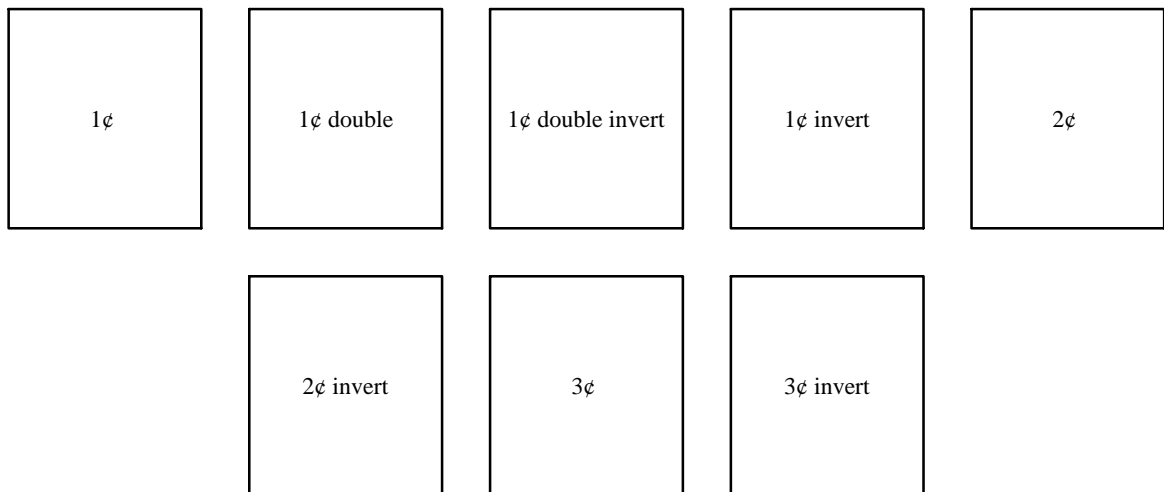 1¢
1¢ double
1¢ double invert
1¢ invert
2¢
2¢ invert
3¢
3¢ invert